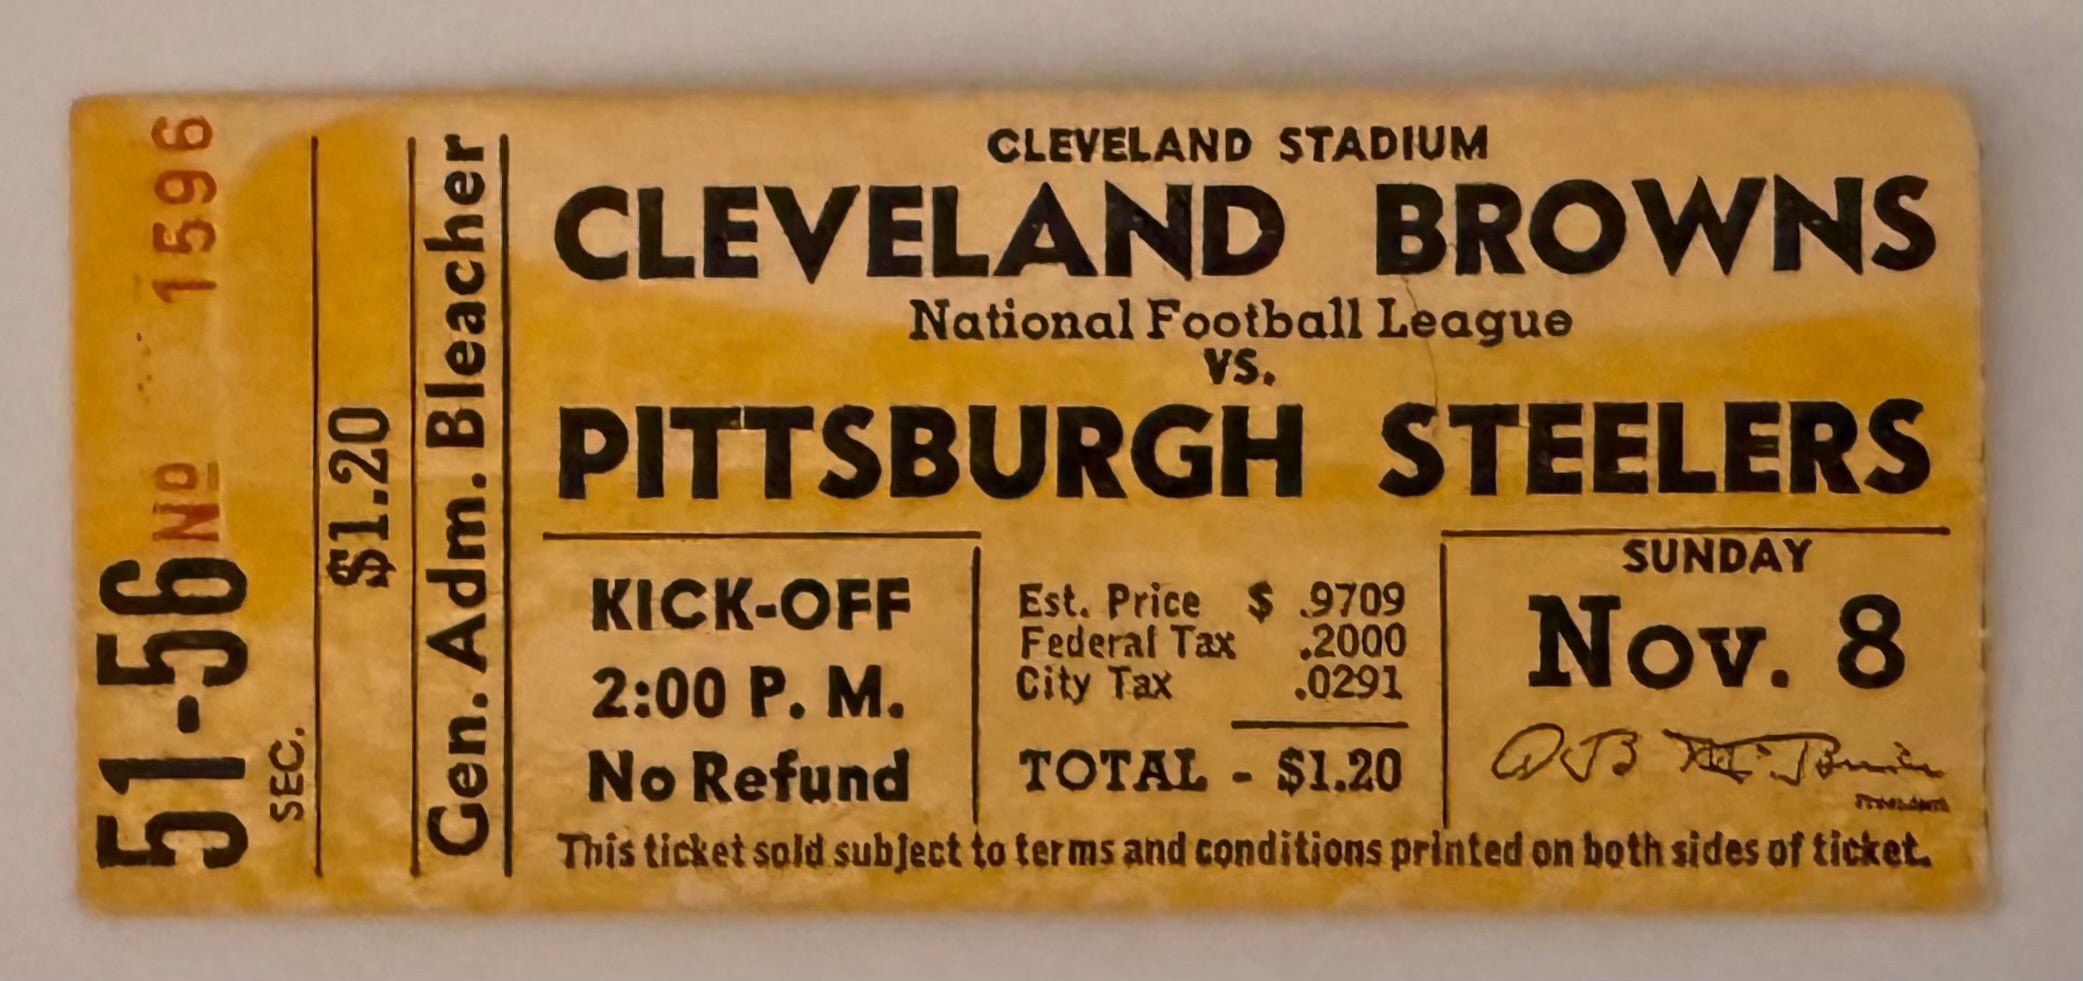 51-56
SEC.
Nº 1596
$1.20
Gen. Adm. Bleacher
CLEVELAND STADIUM
CLEVELAND BROWNS
National Football League
VS.
PITTSBURGH STEELERS
KICK-OFF
2:00 P. M.
No Refund
Est. Price $ .9709
Federal Tax .2000
City Tax .0291
TOTAL - $1.20
SUNDAY
Nov. 8
This ticket sold subject to terms and conditions printed on both sides of ticket.